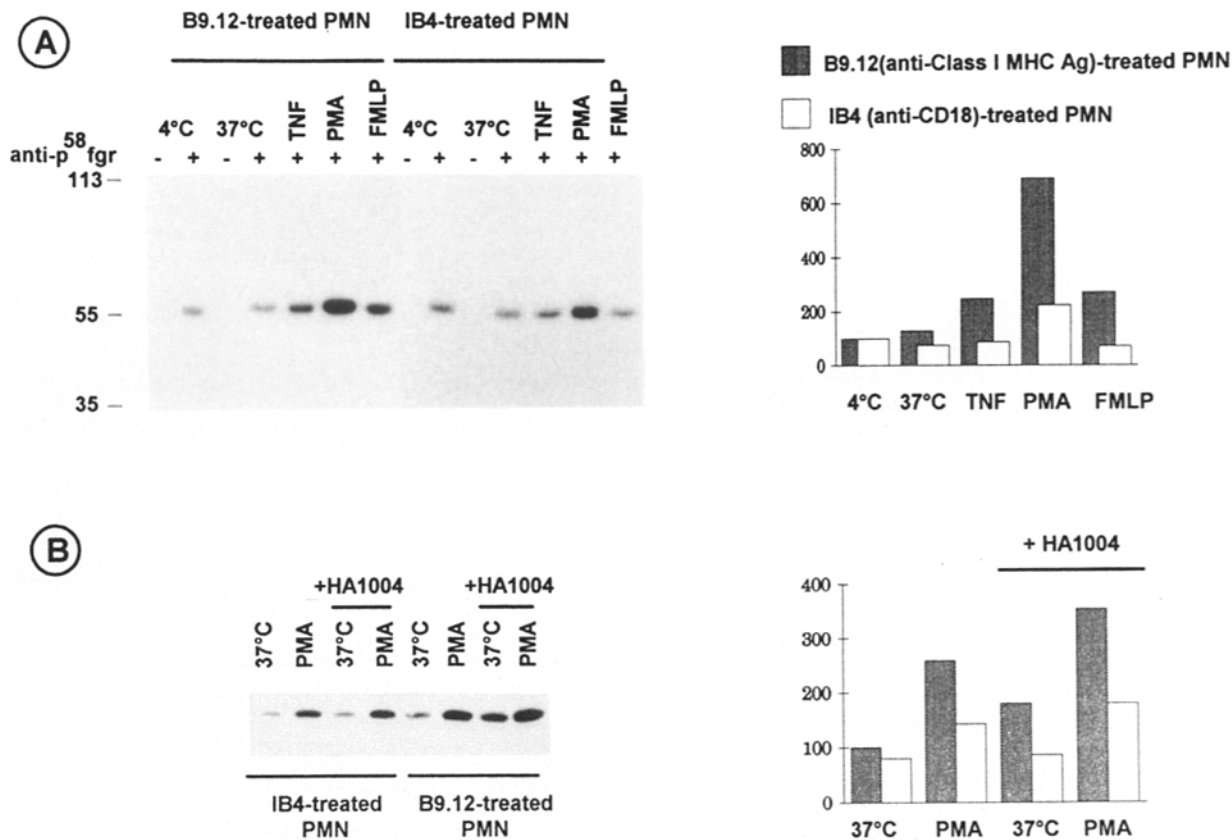 A
B9.12-treated PMN
IB4-treated PMN
4°C 37°C TNF PMA FMLP 4°C 37°C TNF PMA FMLP
anti-p58fgr - + - + + + + - + - + + + +
113
55
35
B9.12(anti-Class I MHC Ag)-treated PMN
IB4 (anti-CD18)-treated PMN
800
600
400
200
0
4°C 37°C TNF PMA FMLP
B
+HA1004 +HA1004
37°C PMA 37°C PMA 37°C PMA 37°C PMA
IB4-treated PMN
B9.12-treated PMN
+ HA1004
400
300
200
100
0
37°C PMA 37°C PMA